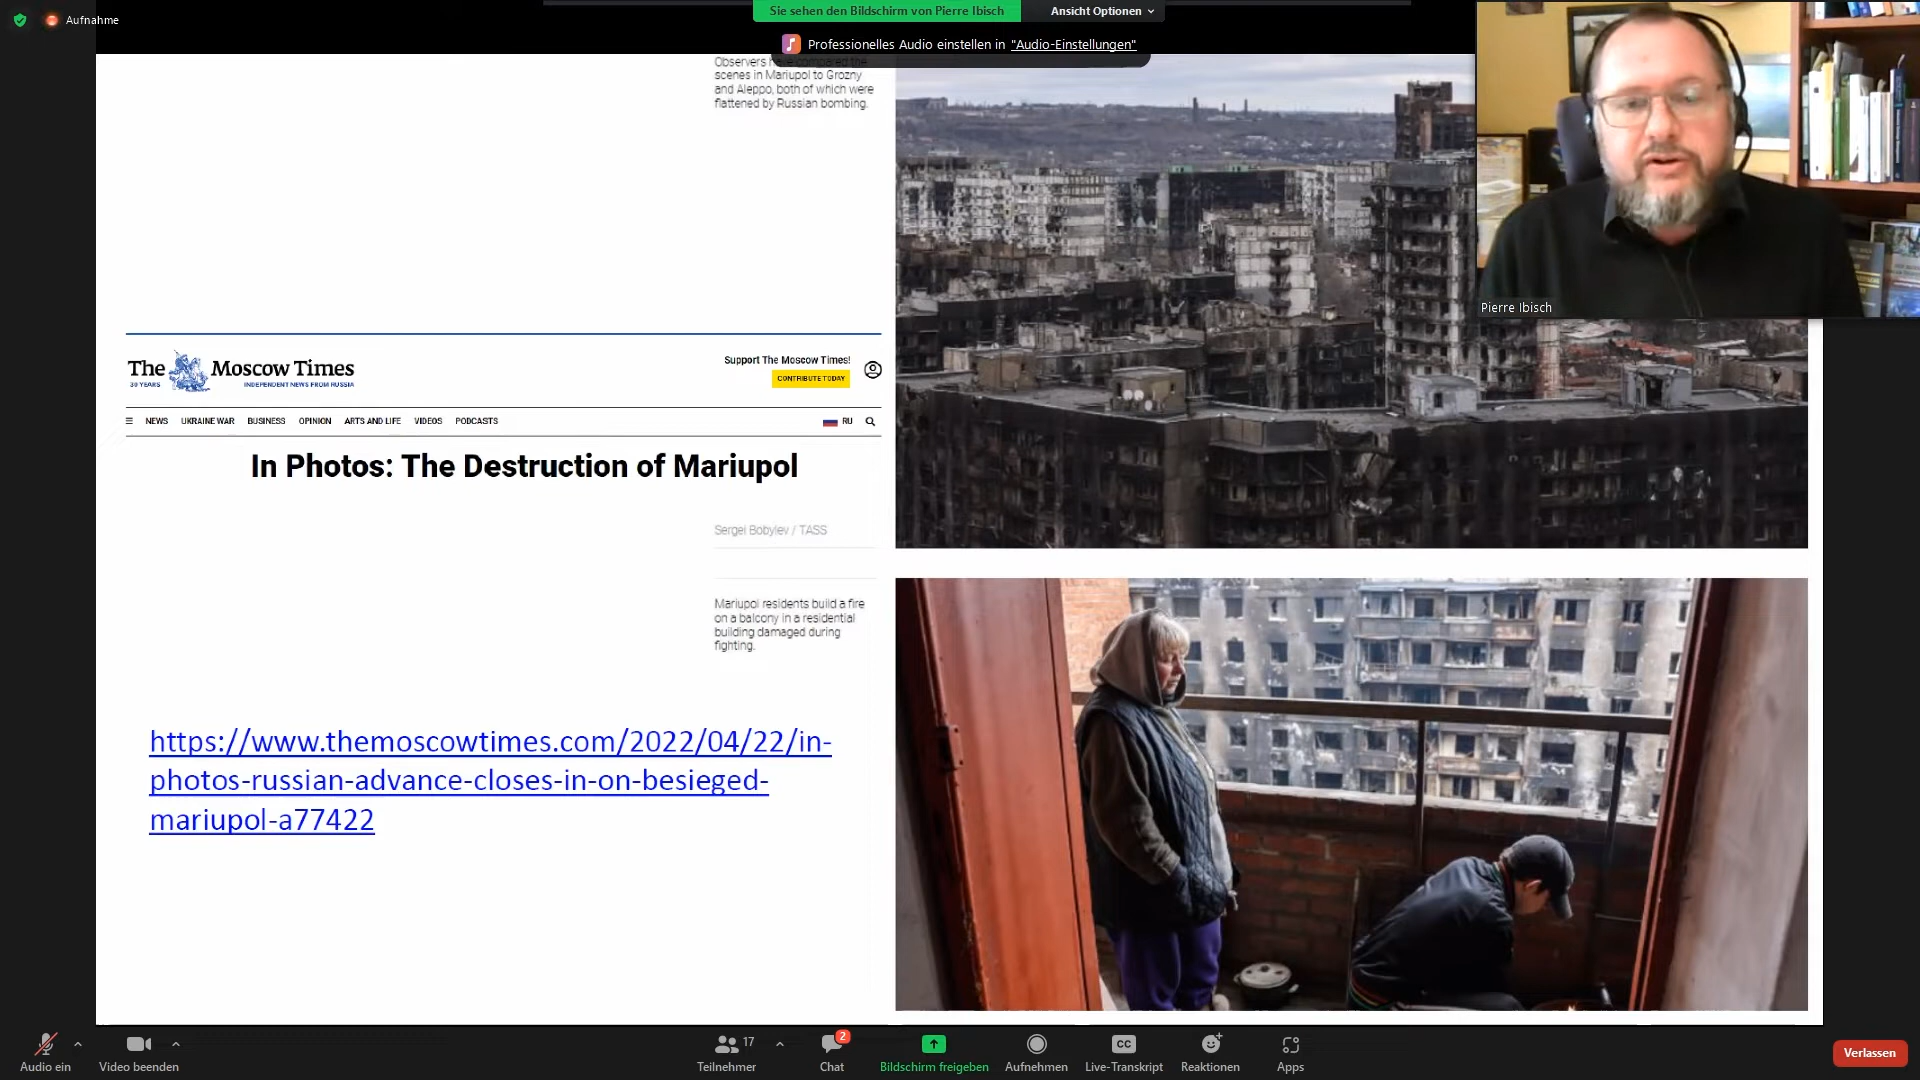 Aufnahme
Sie sehen den Bildschirm von Pierre Ibisch
Ansicht Optionen
Professionelles Audio einstellen in "Audio-Einstellungen"
Observers have compared the
scenes in Mariupol to Grozny
and Aleppo, both of which were
flattened by Russian bombing.
Pierre Ibisch
The Moscow Times
30 YEARS INDEPENDENT NEWS FROM RUSSIA
Support The Moscow Times!
CONTRIBUTE TODAY
NEWS UKRAINE WAR BUSINESS OPINION ARTS AND LIFE VIDEOS PODCASTS RU
In Photos: The Destruction of Mariupol
Sergei Bobylev / TASS
Mariupol residents build a fire
on a balcony in a residential
building damaged during
fighting.
https://www.themoscowtimes.com/2022/04/22/in-
photos-russian-advance-closes-in-on-besieged-
mariupol-a77422
Audio ein
Video beenden
17
Teilnehmer
2
Chat
Bildschirm freigeben
Aufnehmen
CC
Live-Transkript
Reaktionen
Apps
Verlassen